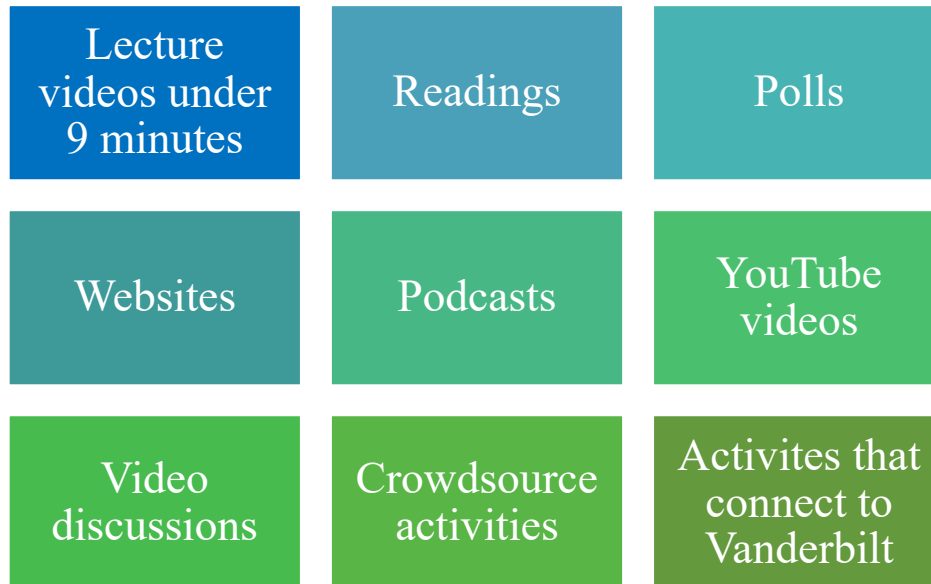 Lecture
videos under
9 minutes
Readings
Polls
Websites
Podcasts
YouTube
videos
Video
discussions
Crowdsource
activities
Activites that
connect to
Vanderbilt